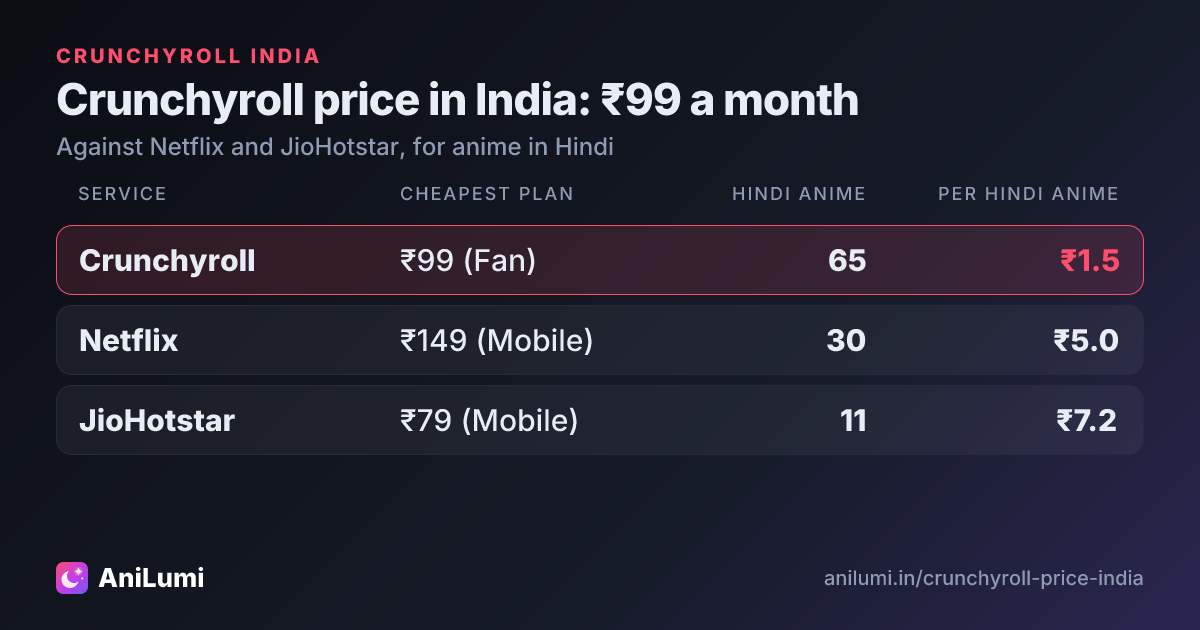 CRUNCHYROLL INDIA
Crunchyroll price in India: ₹99 a month
Against Netflix and JioHotstar, for anime in Hindi
SERVICE CHEAPEST PLAN HINDI ANIME PER HINDI ANIME
Crunchyroll ₹99 (Fan) 65 ₹1.5
Netflix ₹149 (Mobile) 30 ₹5.0
JioHotstar ₹79 (Mobile) 11 ₹7.2
AniLumi anilumi.in/crunchyroll-price-india